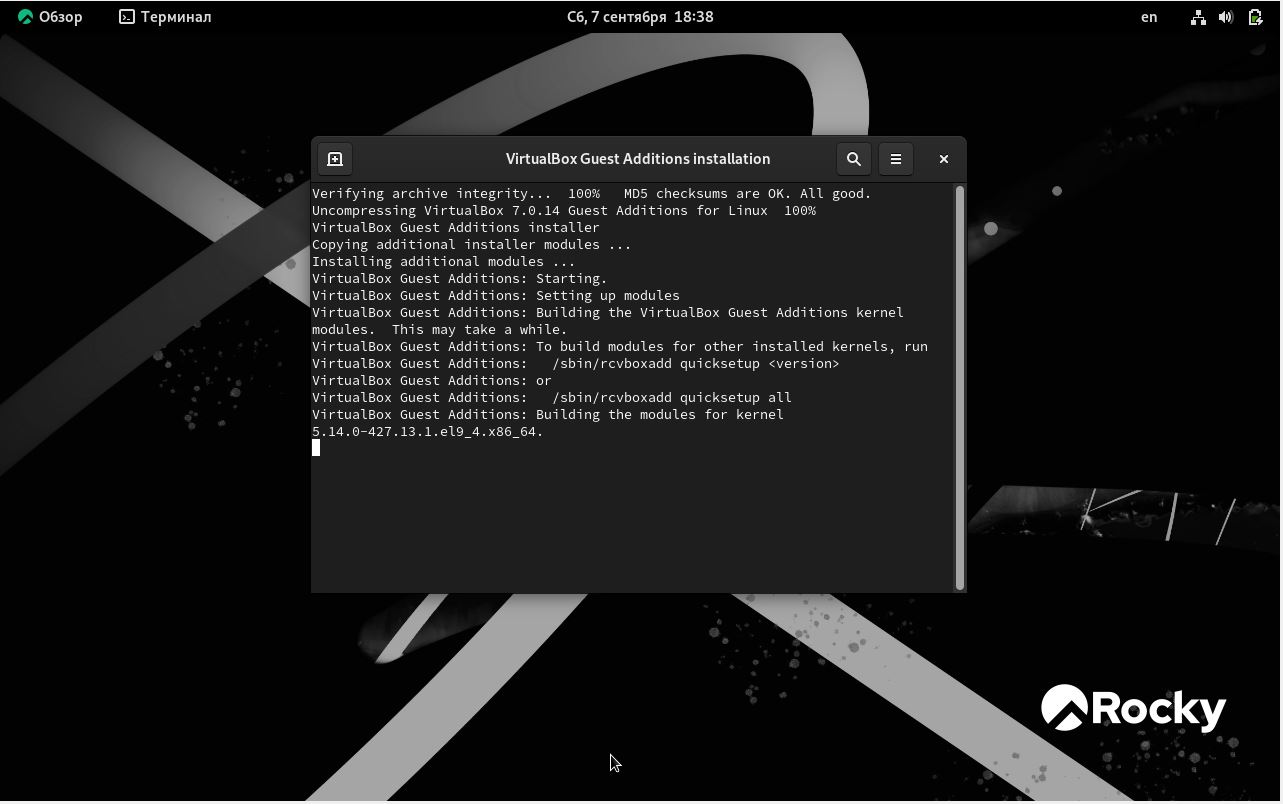 Обзор
Терминал
Сб, 7 сентября 18:38
en
VirtualBox Guest Additions installation
Verifying archive integrity...  100%   MD5 checksums are OK. All good.
Uncompressing VirtualBox 7.0.14 Guest Additions for Linux  100%
VirtualBox Guest Additions installer
Copying additional installer modules ...
Installing additional modules ...
VirtualBox Guest Additions: Starting.
VirtualBox Guest Additions: Setting up modules
VirtualBox Guest Additions: Building the VirtualBox Guest Additions kernel
modules.  This may take a while.
VirtualBox Guest Additions: To build modules for other installed kernels, run
VirtualBox Guest Additions:   /sbin/rcvboxadd quicksetup <version>
VirtualBox Guest Additions: or
VirtualBox Guest Additions:   /sbin/rcvboxadd quicksetup all
VirtualBox Guest Additions: Building the modules for kernel
5.14.0-427.13.1.el9_4.x86_64.
Rocky